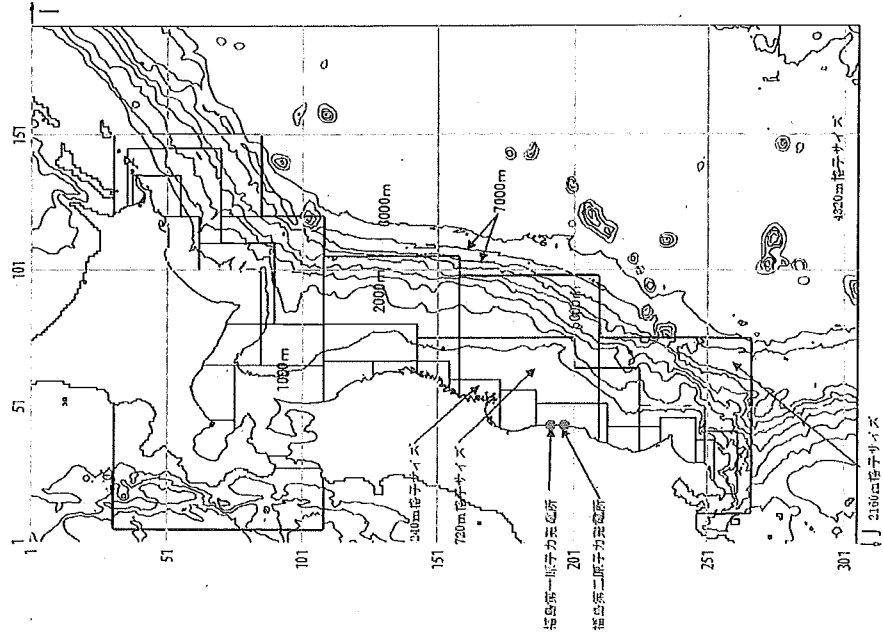 I
1
51
101
151
1
51
101
151
201
251
301
J
1000m
2000m
6000m
7000m
8000m
240m格子サイズ
720m格子サイズ
2160m格子サイズ
4320m格子サイズ
福島第一原子力発電所
福島第二原子力発電所